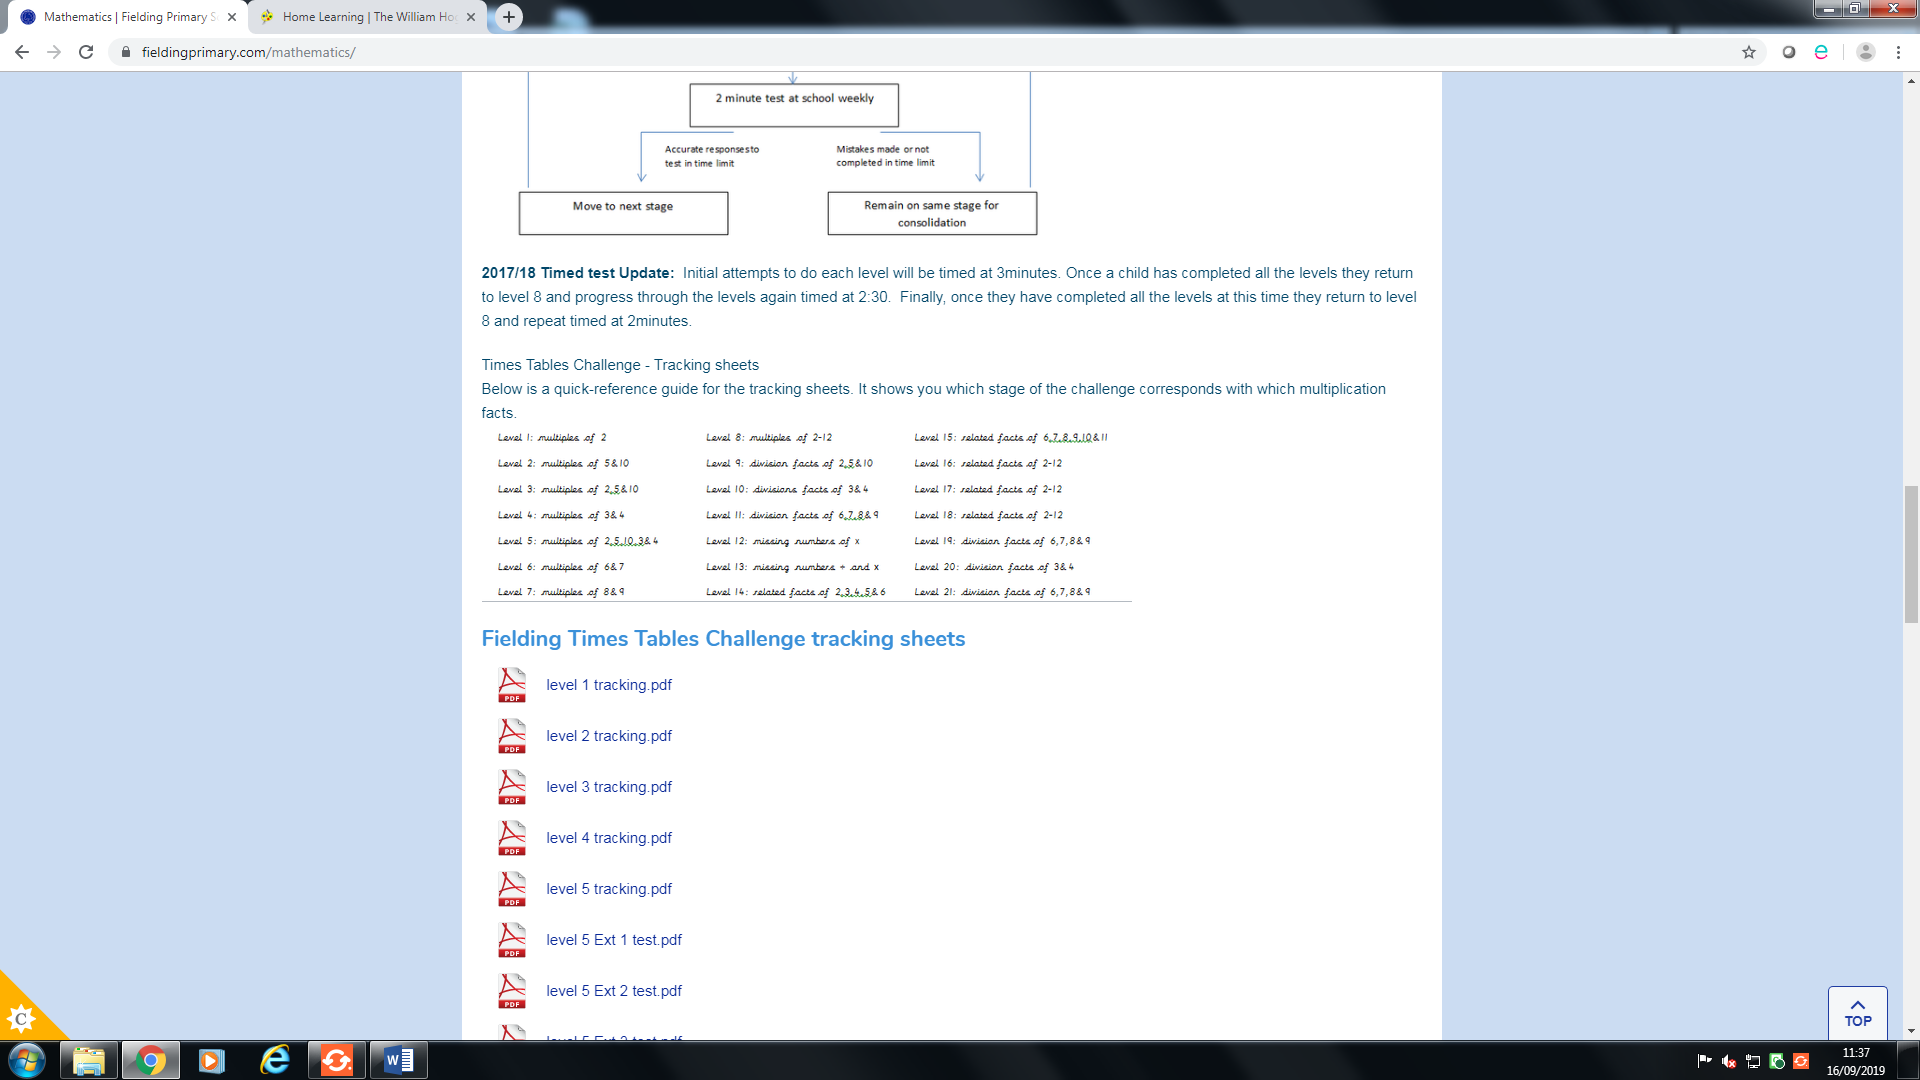 Mathematics | Fielding Primary S
Home Learning | The William Ho
fieldingprimary.com/mathematics/
2 minute test at school weekly
Accurate responses to
test in time limit
Mistakes made or not
completed in time limit
Move to next stage
Remain on same stage for
consolidation
2017/18 Timed test Update:  Initial attempts to do each level will be timed at 3minutes. Once a child has completed all the levels they return
to level 8 and progress through the levels again timed at 2:30.  Finally, once they have completed all the levels at this time they return to level
8 and repeat timed at 2minutes.
Times Tables Challenge - Tracking sheets
Below is a quick-reference guide for the tracking sheets. It shows you which stage of the challenge corresponds with which multiplication
facts.
Level 1: multiples of 2
Level 2: multiples of 5&10
Level 3: multiples of 2,5&10
Level 4: multiples of 3&4
Level 5: multiples of 2,5,10,3&4
Level 6: multiples of 6&7
Level 7: multiples of 8&9
Level 8: multiples of 2-12
Level 9: division facts of 2,5&10
Level 10: divisions facts of 3&4
Level 11: division facts of 6,7,8&9
Level 12: missing numbers of x
Level 13: missing numbers ÷ and x
Level 14: related facts of 2,3,4,5&6
Level 15: related facts of 6,7,8,9,10&11
Level 16: related facts of 2-12
Level 17: related facts of 2-12
Level 18: related facts of 2-12
Level 19: division facts of 6,7,8&9
Level 20: division facts of 3&4
Level 21: division facts of 6,7,8&9
Fielding Times Tables Challenge tracking sheets
PDF level 1 tracking.pdf
PDF level 2 tracking.pdf
PDF level 3 tracking.pdf
PDF level 4 tracking.pdf
PDF level 5 tracking.pdf
PDF level 5 Ext 1 test.pdf
PDF level 5 Ext 2 test.pdf
level 5 Ext 3 test.pdf
C
TOP
11:37
16/09/2019